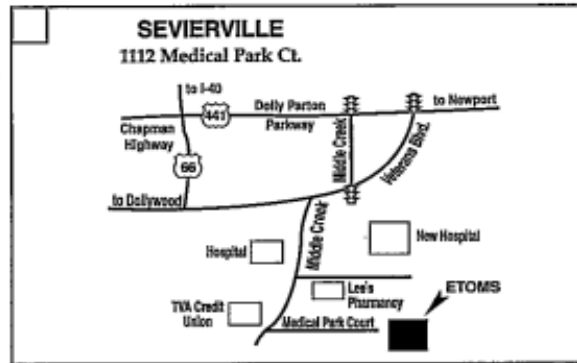 SEVIERVILLE
1112 Medical Park Ct.
to I-40
441
Dolly Parton
Parkway
to Newport
Chapman
Highway
66
Middle Creek
Veterans Blvd.
to Dollywood
Middle Creek
Hospital
New Hospital
Lee's
Pharmancy
ETOMS
TVA Credit
Union
Medical Park Court